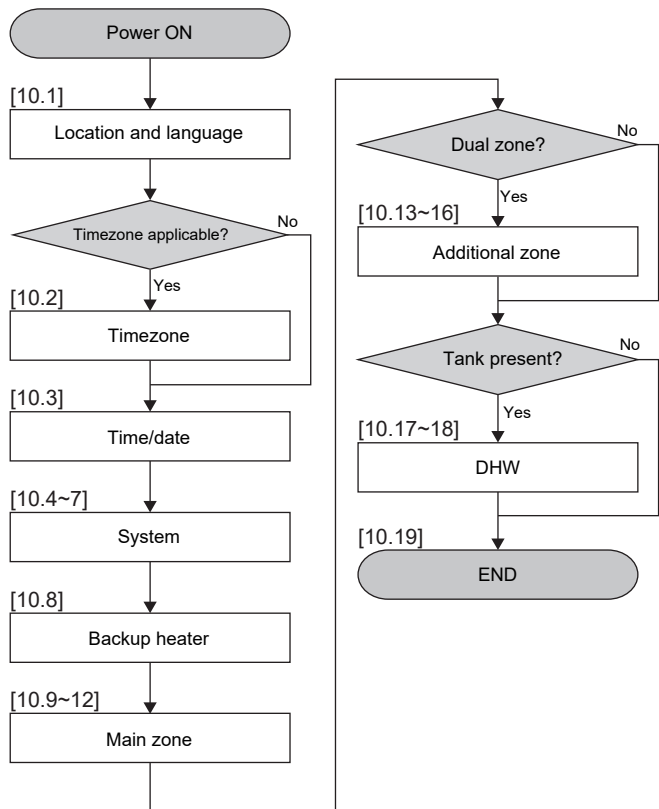 Power ON
[10.1]
Location and language
Timezone applicable?
No
Yes
[10.2]
Timezone
[10.3]
Time/date
[10.4~7]
System
[10.8]
Backup heater
[10.9~12]
Main zone
Dual zone?
No
Yes
[10.13~16]
Additional zone
Tank present?
No
Yes
[10.17~18]
DHW
[10.19]
END